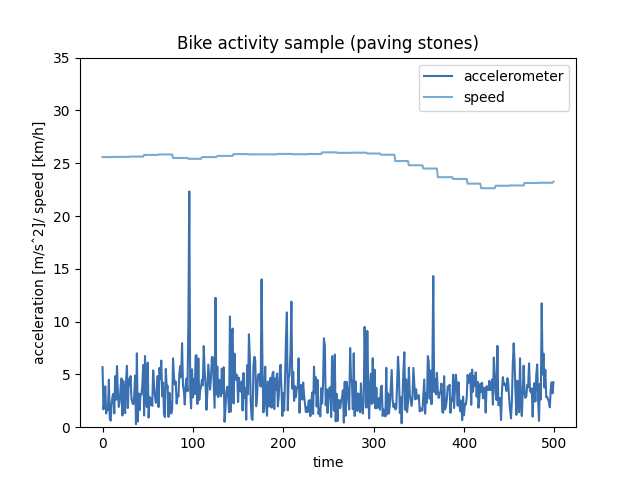 Bike activity sample (paving stones)
accelerometer
speed
35
30
25
20
15
10
5
0
acceleration [m/sˆ2]/ speed [km/h]
0 100 200 300 400 500
time